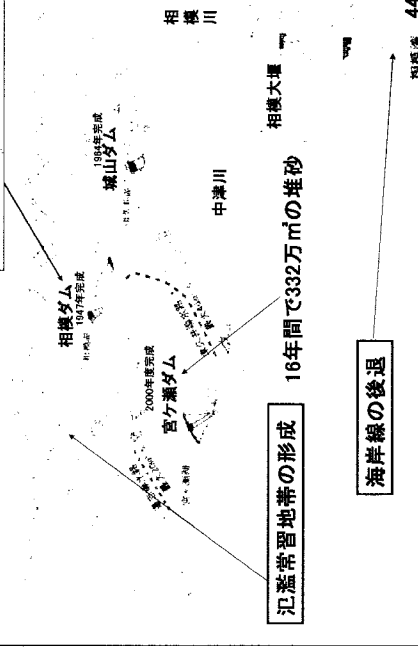 相模ダム
1947年完成
1964年完成
城山ダム
相模川
2000年度完成
宮ケ瀬ダム
中津川
相模大堰
16年間で332万㎥の堆砂
氾濫常習地帯の形成
海岸線の後退